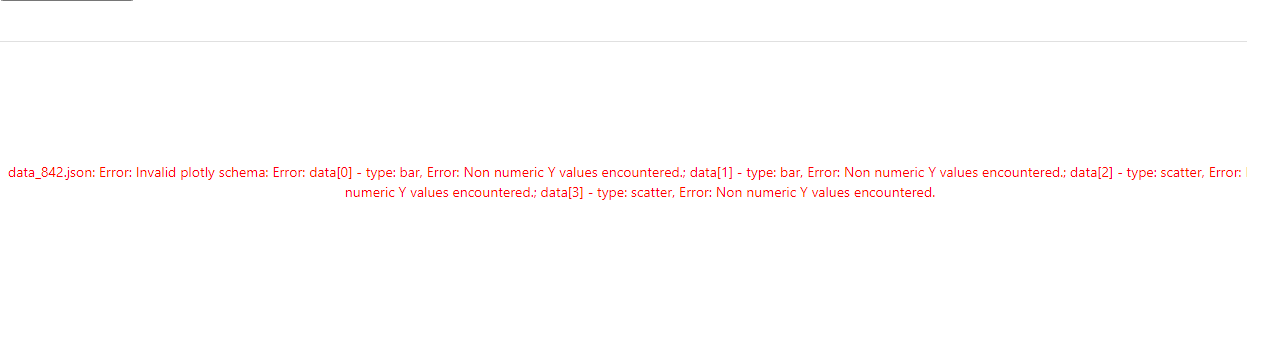 data_842.json: Error: Invalid plotly schema: Error: data[0] - type: bar, Error: Non numeric Y values encountered.; data[1] - type: bar, Error: Non numeric Y values encountered.; data[2] - type: scatter, Error:
numeric Y values encountered.; data[3] - type: scatter, Error: Non numeric Y values encountered.